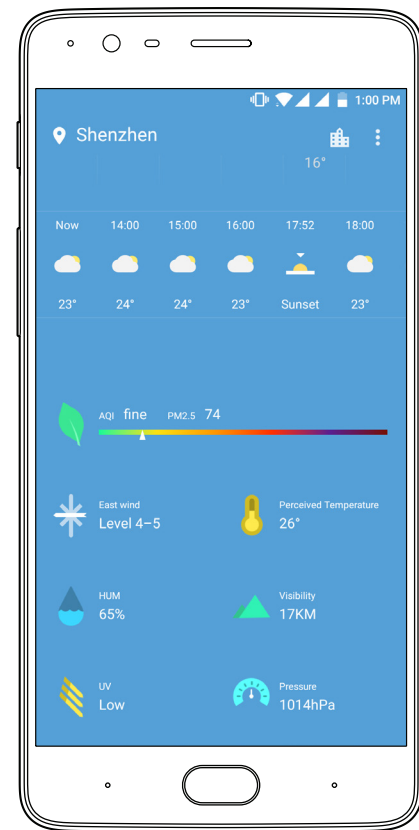 1:00 PM
Shenzhen
16°
Now 14:00 15:00 16:00 17:52 18:00
23° 24° 24° 23° Sunset 23°
AQI fine PM2.5 74
East wind Perceived Temperature
Level 4–5 26°
HUM Visibility
65% 17KM
UV Pressure
Low 1014hPa